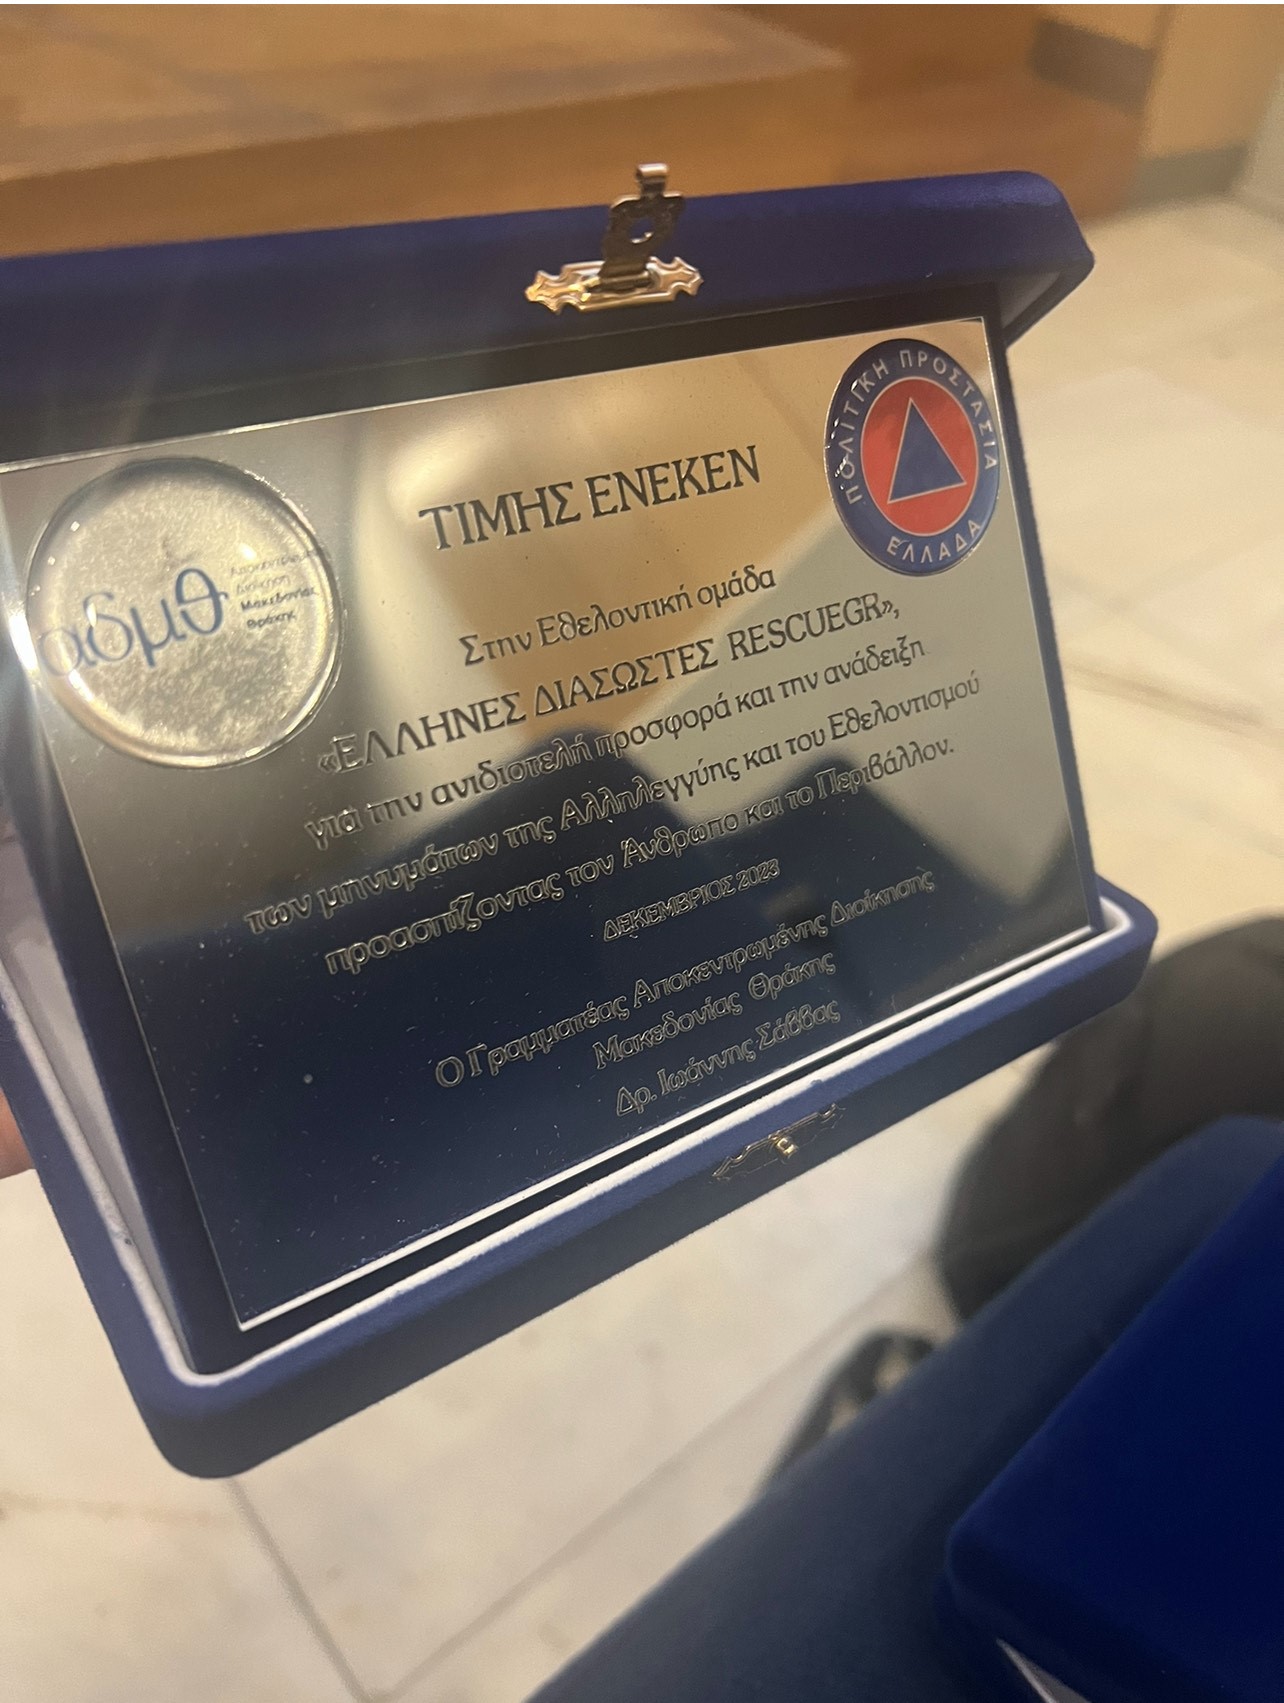 ΠΟΛΙΤΙΚΗ ΠΡΟΣΤΑΣΙΑ
ΕΛΛΑΔΑ
αδμθ
Αποκεντρωμένη
Διοίκηση
Μακεδονίας
Θράκης
ΤΙΜΗΣ ΕΝΕΚΕΝ
Στην Εθελοντική ομάδα
«ΕΛΛΗΝΕΣ ΔΙΑΣΩΣΤΕΣ RESCUEGR»,
για την ανιδιοτελή προσφορά και την ανάδειξη
των μηνυμάτων της Αλληλεγγύης και του Εθελοντισμού
προασπίζοντας τον Άνθρωπο και το Περιβάλλον.
ΔΕΚΕΜΒΡΙΟΣ 2023
Ο Γραμματέας Αποκεντρωμένης Διοίκησης
Μακεδονίας Θράκης
Δρ. Ιωάννης Σάββας